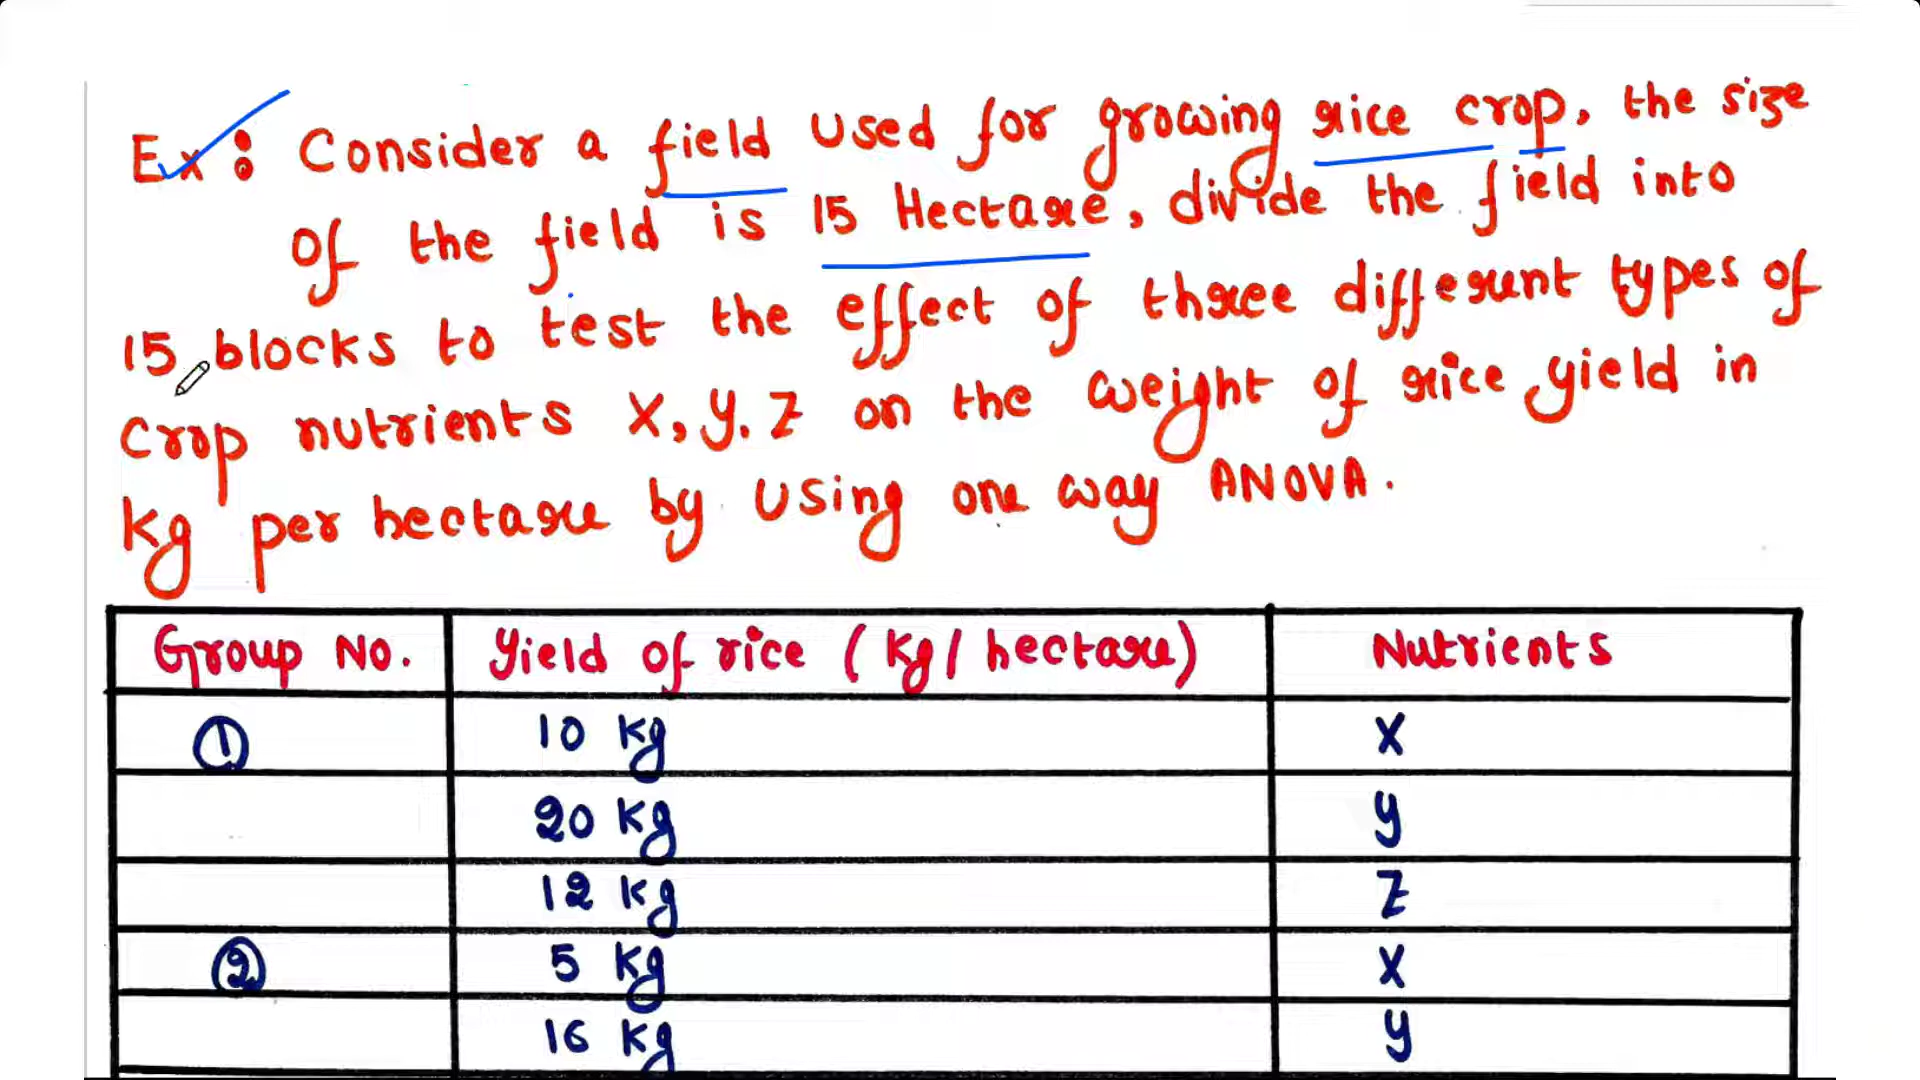 Ex: Consider a field used for growing rice crop, the size
of the field is 15 Hectare, divide the field into
15 blocks to test the effect of three different types of
crop nutrients X, Y, Z on the weight of rice yield in
kg per hectare by using one way ANOVA.
Group No. Yield of rice (Kg/hectare) Nutrients
① 10 kg X
20 kg Y
12 kg Z
② 5 kg X
16 kg Y